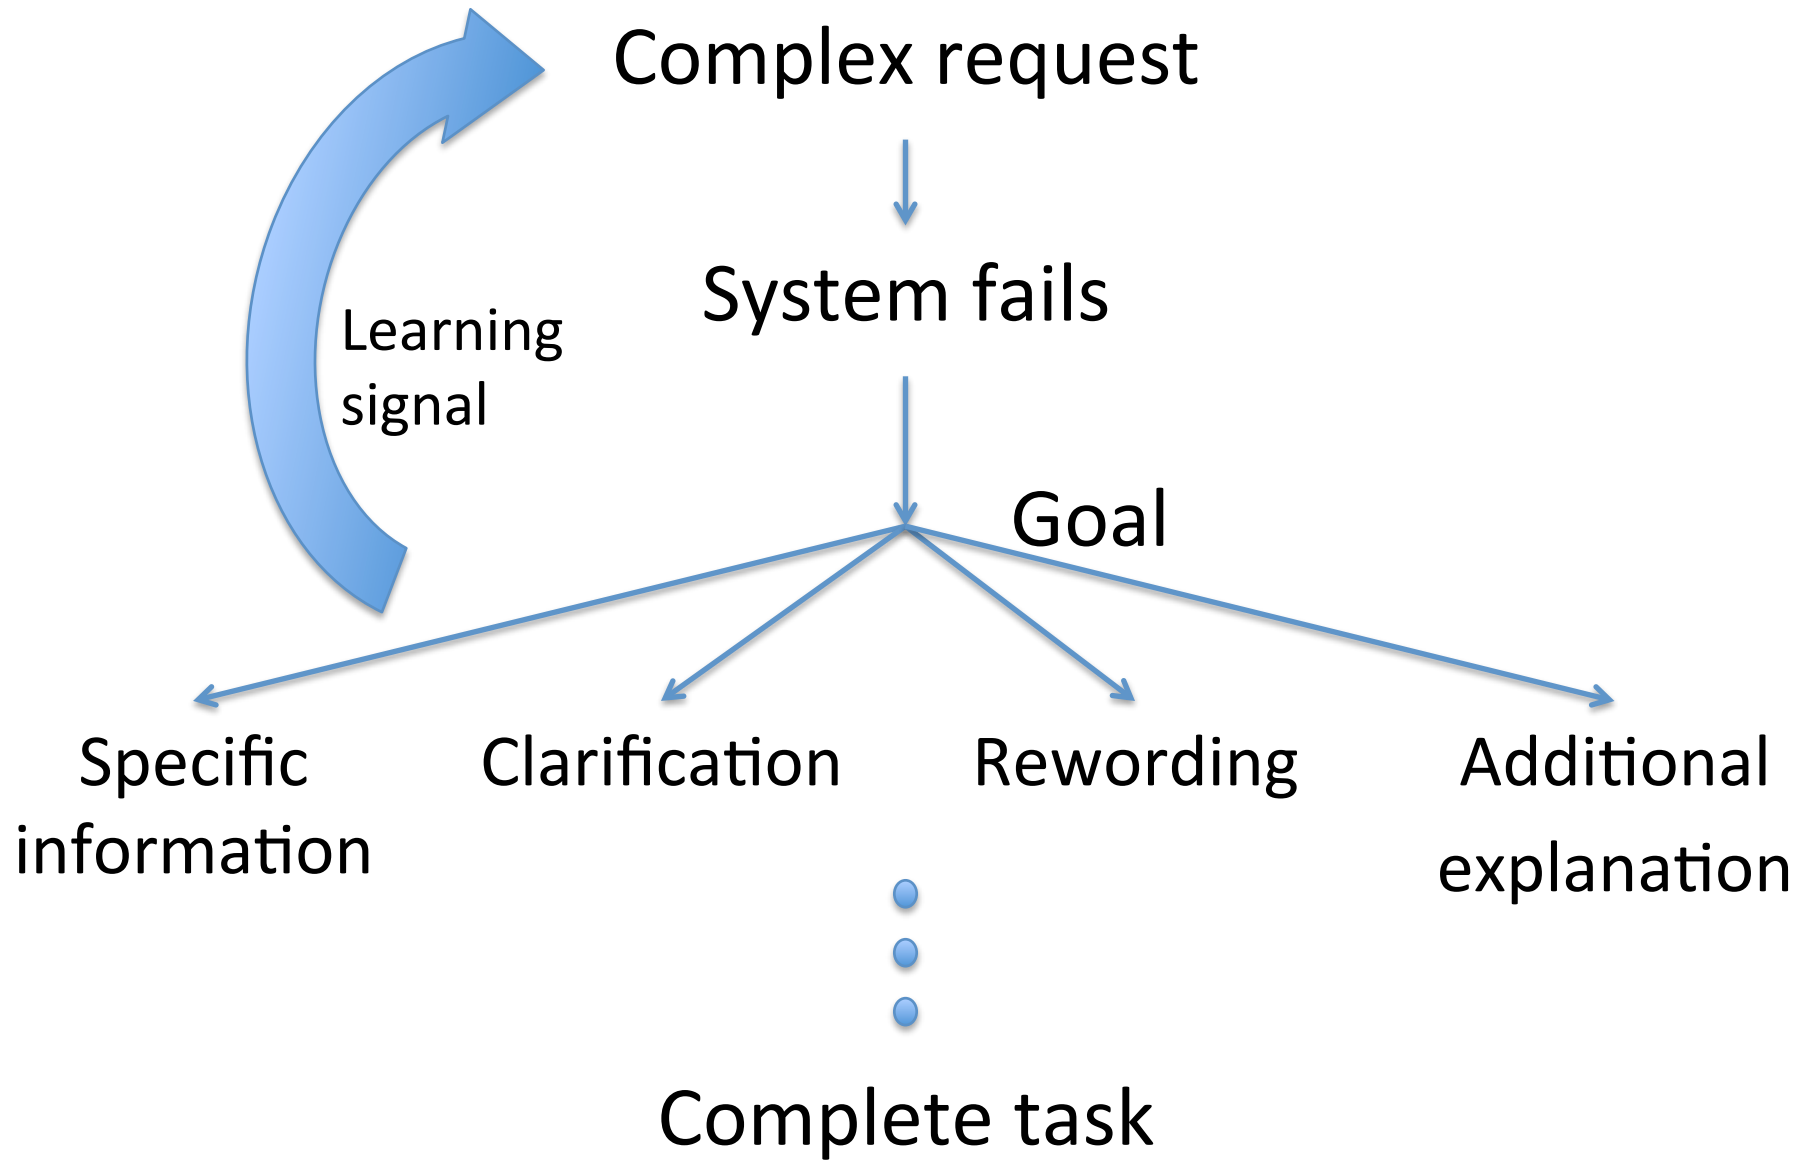 Complex request
System fails
Learning
signal
Goal
Specific
information
Clarification
Rewording
Additional
explanation
Complete task